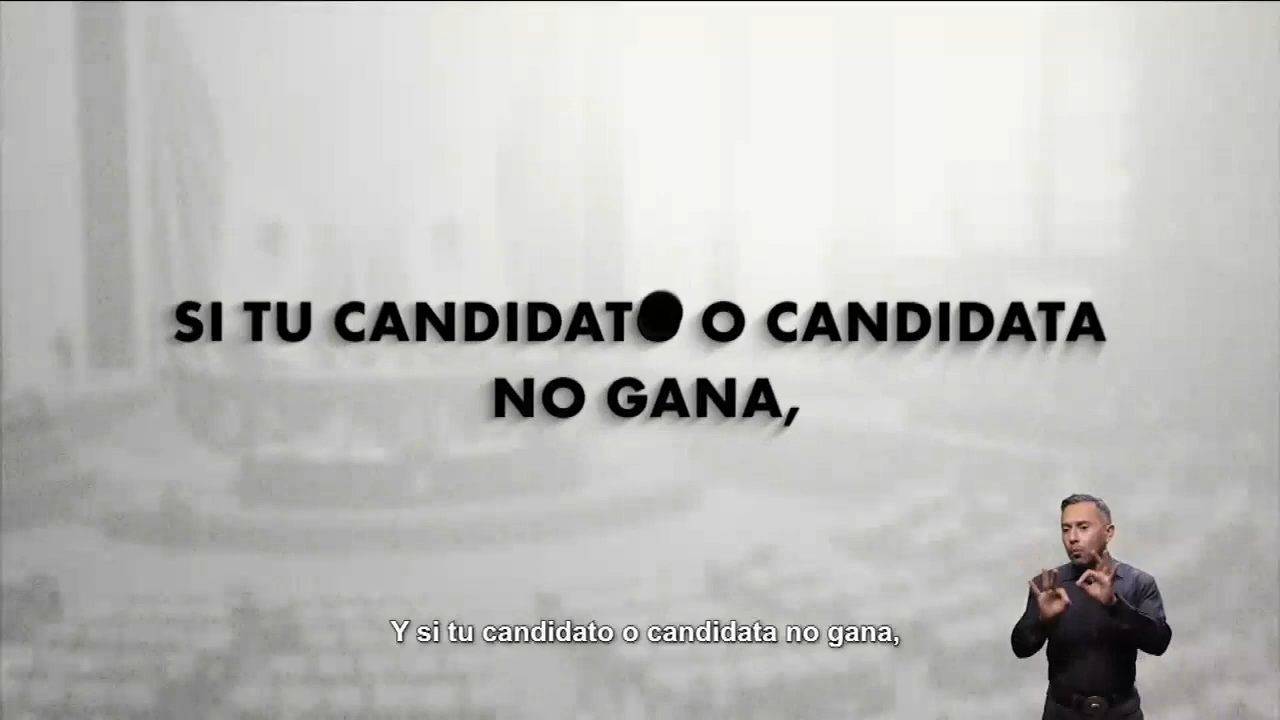 SI TU CANDIDATO O CANDIDATA
NO GANA,
Y si tu candidato o candidata no gana,